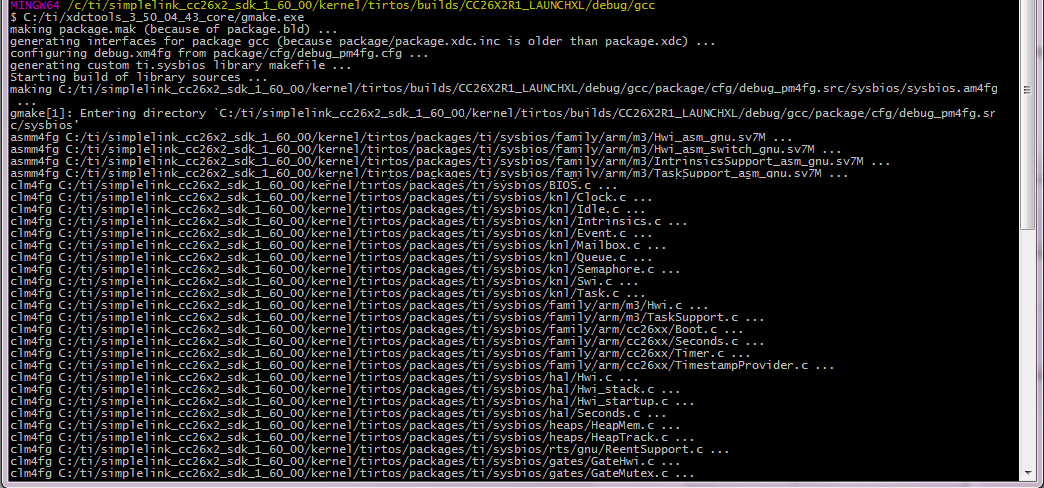 MINGW64 /c/ti/simplelink_cc26x2_sdk_1_60_00/kernel/tirtos/builds/CC26X2R1_LAUNCHXL/debug/gcc
$ C:/ti/xdctools_3_50_04_43_core/gmake.exe
making package.mak (because of package.bld) ...
generating interfaces for package gcc (because package/package.xdc.inc is older than package.xdc) ...
configuring debug.xm4fg from package/cfg/debug_pm4fg.cfg ...
generating custom ti.sysbios library makefile ...
Starting build of library sources ...
making C:/ti/simplelink_cc26x2_sdk_1_60_00/kernel/tirtos/builds/CC26X2R1_LAUNCHXL/debug/gcc/package/cfg/debug_pm4fg.src/sysbios/sysbios.am4fg
...
gmake[1]: Entering directory `C:/ti/simplelink_cc26x2_sdk_1_60_00/kernel/tirtos/builds/CC26X2R1_LAUNCHXL/debug/gcc/package/cfg/debug_pm4fg.sr
c/sysbios'
asmm4fg C:/ti/simplelink_cc26x2_sdk_1_60_00/kernel/tirtos/packages/ti/sysbios/family/arm/m3/Hwi_asm_gnu.sv7M ...
asmm4fg C:/ti/simplelink_cc26x2_sdk_1_60_00/kernel/tirtos/packages/ti/sysbios/family/arm/m3/Hwi_asm_switch_gnu.sv7M ...
asmm4fg C:/ti/simplelink_cc26x2_sdk_1_60_00/kernel/tirtos/packages/ti/sysbios/family/arm/m3/IntrinsicsSupport_asm_gnu.sv7M ...
asmm4fg C:/ti/simplelink_cc26x2_sdk_1_60_00/kernel/tirtos/packages/ti/sysbios/family/arm/m3/TaskSupport_asm_gnu.sv7M ...
clm4fg C:/ti/simplelink_cc26x2_sdk_1_60_00/kernel/tirtos/packages/ti/sysbios/BIOS.c ...
clm4fg C:/ti/simplelink_cc26x2_sdk_1_60_00/kernel/tirtos/packages/ti/sysbios/knl/Clock.c ...
clm4fg C:/ti/simplelink_cc26x2_sdk_1_60_00/kernel/tirtos/packages/ti/sysbios/knl/Idle.c ...
clm4fg C:/ti/simplelink_cc26x2_sdk_1_60_00/kernel/tirtos/packages/ti/sysbios/knl/Intrinsics.c ...
clm4fg C:/ti/simplelink_cc26x2_sdk_1_60_00/kernel/tirtos/packages/ti/sysbios/knl/Event.c ...
clm4fg C:/ti/simplelink_cc26x2_sdk_1_60_00/kernel/tirtos/packages/ti/sysbios/knl/Mailbox.c ...
clm4fg C:/ti/simplelink_cc26x2_sdk_1_60_00/kernel/tirtos/packages/ti/sysbios/knl/Queue.c ...
clm4fg C:/ti/simplelink_cc26x2_sdk_1_60_00/kernel/tirtos/packages/ti/sysbios/knl/Semaphore.c ...
clm4fg C:/ti/simplelink_cc26x2_sdk_1_60_00/kernel/tirtos/packages/ti/sysbios/knl/Swi.c ...
clm4fg C:/ti/simplelink_cc26x2_sdk_1_60_00/kernel/tirtos/packages/ti/sysbios/knl/Task.c ...
clm4fg C:/ti/simplelink_cc26x2_sdk_1_60_00/kernel/tirtos/packages/ti/sysbios/family/arm/m3/Hwi.c ...
clm4fg C:/ti/simplelink_cc26x2_sdk_1_60_00/kernel/tirtos/packages/ti/sysbios/family/arm/m3/TaskSupport.c ...
clm4fg C:/ti/simplelink_cc26x2_sdk_1_60_00/kernel/tirtos/packages/ti/sysbios/family/arm/cc26xx/Boot.c ...
clm4fg C:/ti/simplelink_cc26x2_sdk_1_60_00/kernel/tirtos/packages/ti/sysbios/family/arm/cc26xx/Seconds.c ...
clm4fg C:/ti/simplelink_cc26x2_sdk_1_60_00/kernel/tirtos/packages/ti/sysbios/family/arm/cc26xx/Timer.c ...
clm4fg C:/ti/simplelink_cc26x2_sdk_1_60_00/kernel/tirtos/packages/ti/sysbios/family/arm/cc26xx/TimestampProvider.c ...
clm4fg C:/ti/simplelink_cc26x2_sdk_1_60_00/kernel/tirtos/packages/ti/sysbios/hal/Hwi.c ...
clm4fg C:/ti/simplelink_cc26x2_sdk_1_60_00/kernel/tirtos/packages/ti/sysbios/hal/Hwi_stack.c ...
clm4fg C:/ti/simplelink_cc26x2_sdk_1_60_00/kernel/tirtos/packages/ti/sysbios/hal/Hwi_startup.c ...
clm4fg C:/ti/simplelink_cc26x2_sdk_1_60_00/kernel/tirtos/packages/ti/sysbios/hal/Seconds.c ...
clm4fg C:/ti/simplelink_cc26x2_sdk_1_60_00/kernel/tirtos/packages/ti/sysbios/heaps/HeapMem.c ...
clm4fg C:/ti/simplelink_cc26x2_sdk_1_60_00/kernel/tirtos/packages/ti/sysbios/heaps/HeapTrack.c ...
clm4fg C:/ti/simplelink_cc26x2_sdk_1_60_00/kernel/tirtos/packages/ti/sysbios/rts/gnu/ReentSupport.c ...
clm4fg C:/ti/simplelink_cc26x2_sdk_1_60_00/kernel/tirtos/packages/ti/sysbios/gates/GateHwi.c ...
clm4fg C:/ti/simplelink_cc26x2_sdk_1_60_00/kernel/tirtos/packages/ti/sysbios/gates/GateMutex.c ...